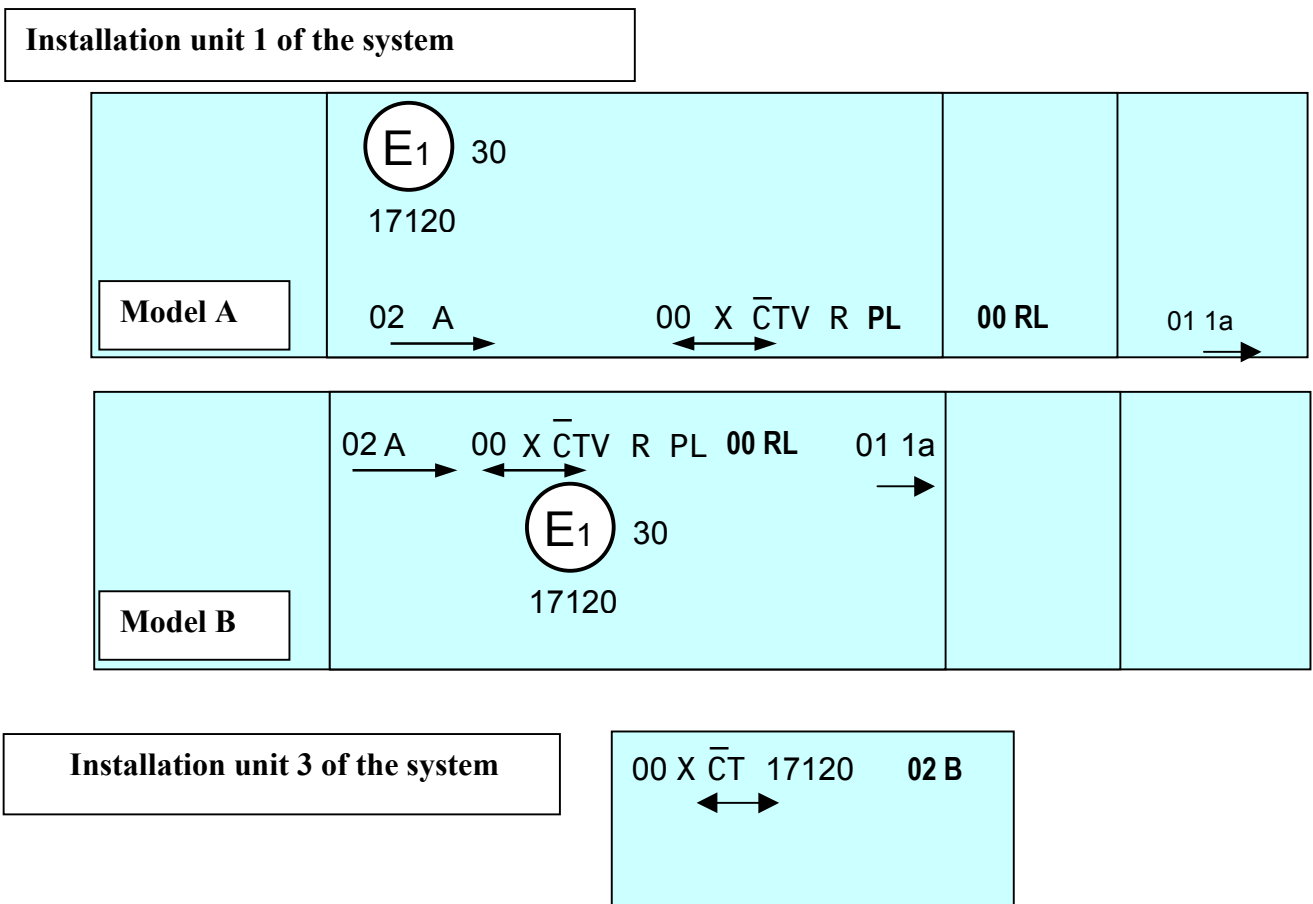 Installation unit 1 of the system
E1 30
17120
Model A
02 A 00 X C̅TV R PL 00 RL 01 1a
02 A 00 X C̅TV R PL 00 RL 01 1a
E1 30
17120
Model B
Installation unit 3 of the system
00 X C̅T 17120 02 B